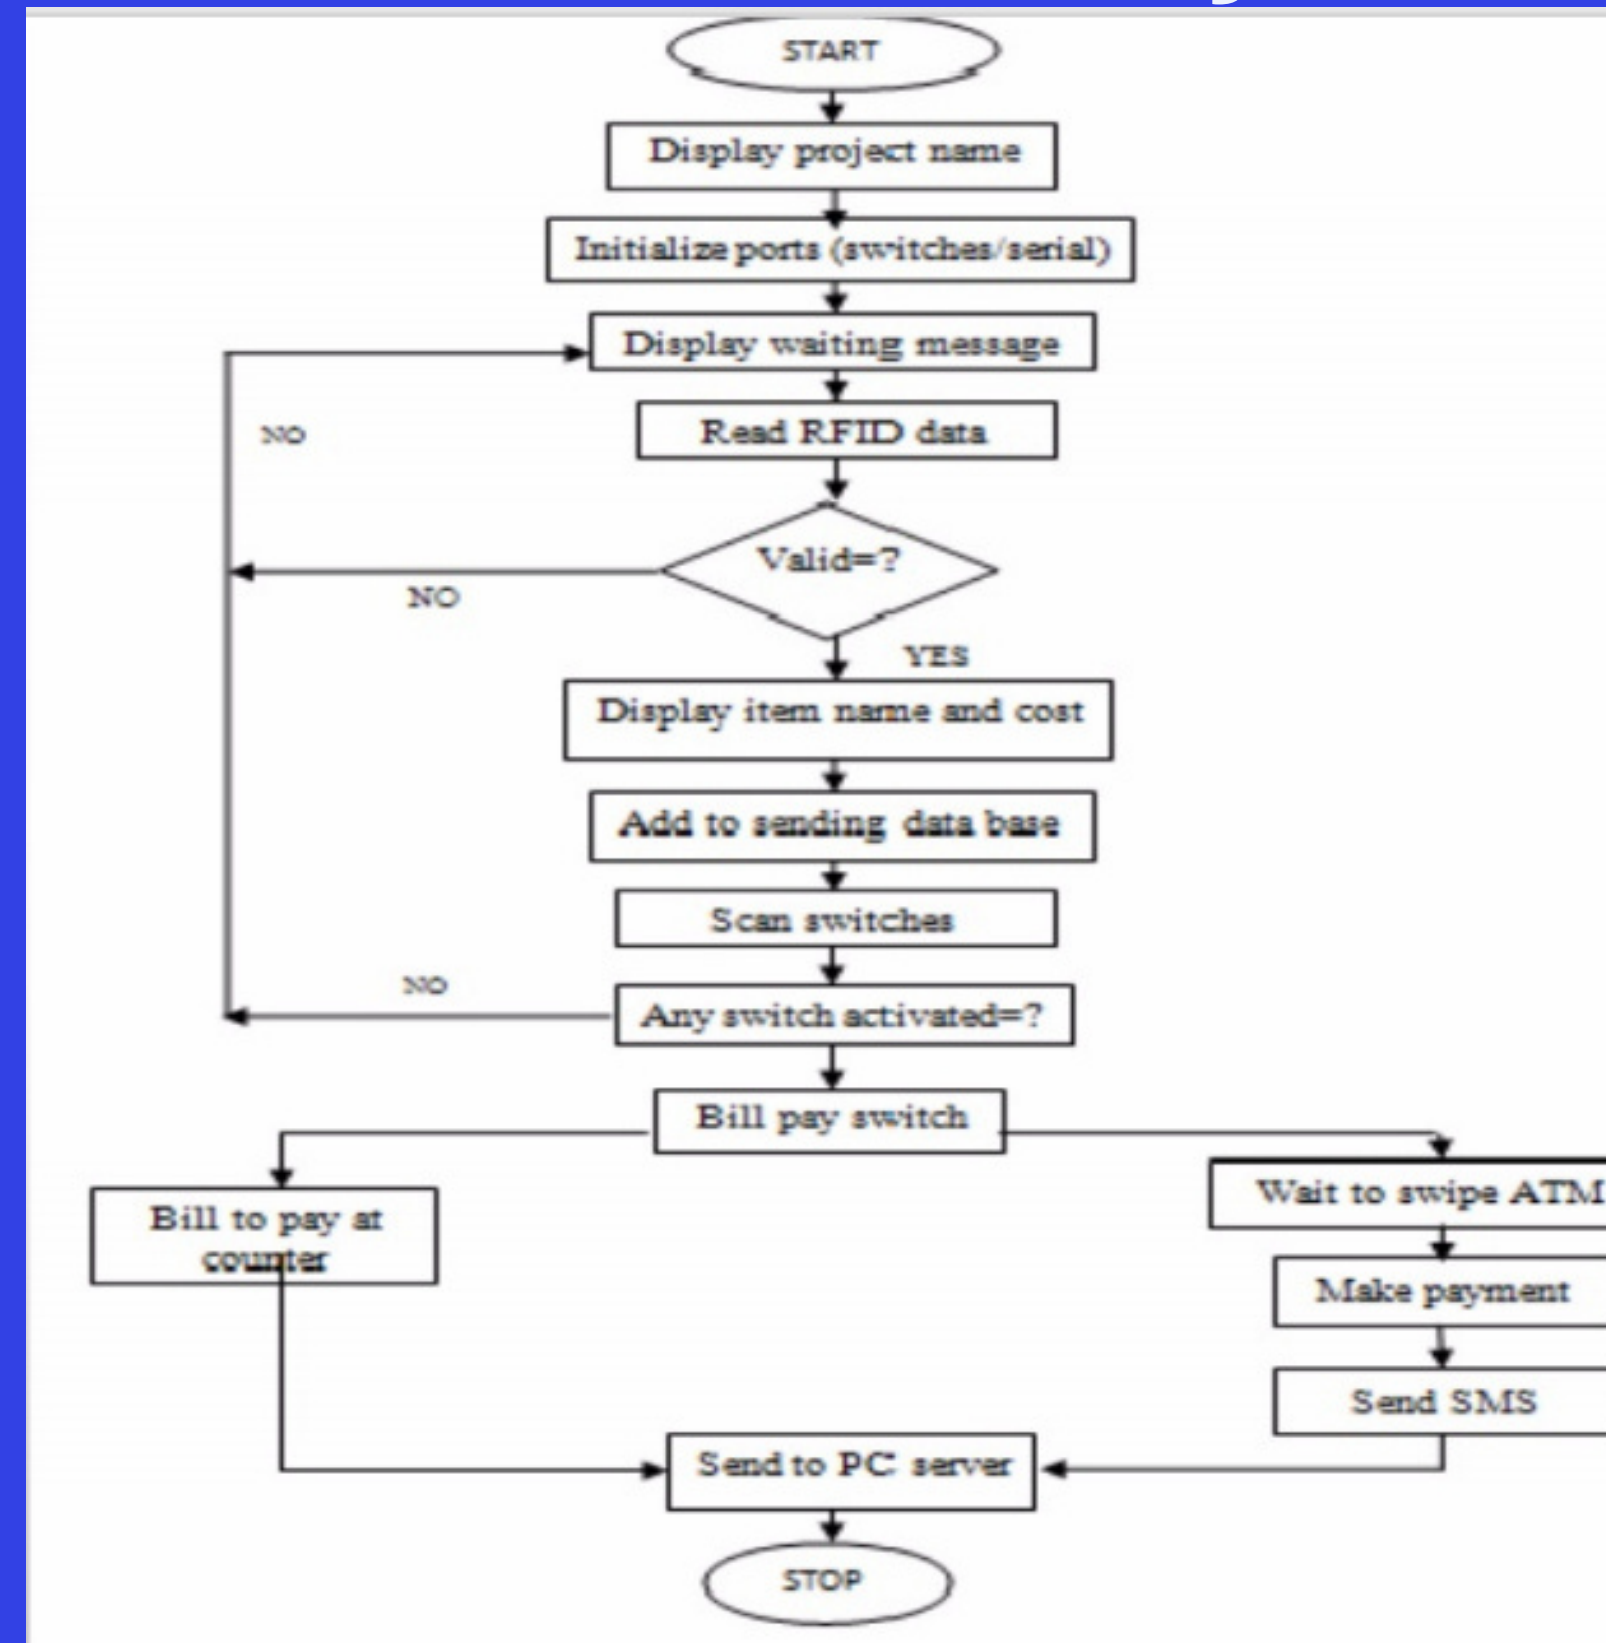 START
Display project name
Initialize ports (switches/serial)
Display waiting message
Read RFID data
NO
Valid=?
NO
YES
Display item name and cost
Add to sending data base
Scan switches
NO
Any switch activated=?
Bill pay switch
Bill to pay at
counter
Wait to swipe ATM
Make payment
Send SMS
Send to PC server
STOP